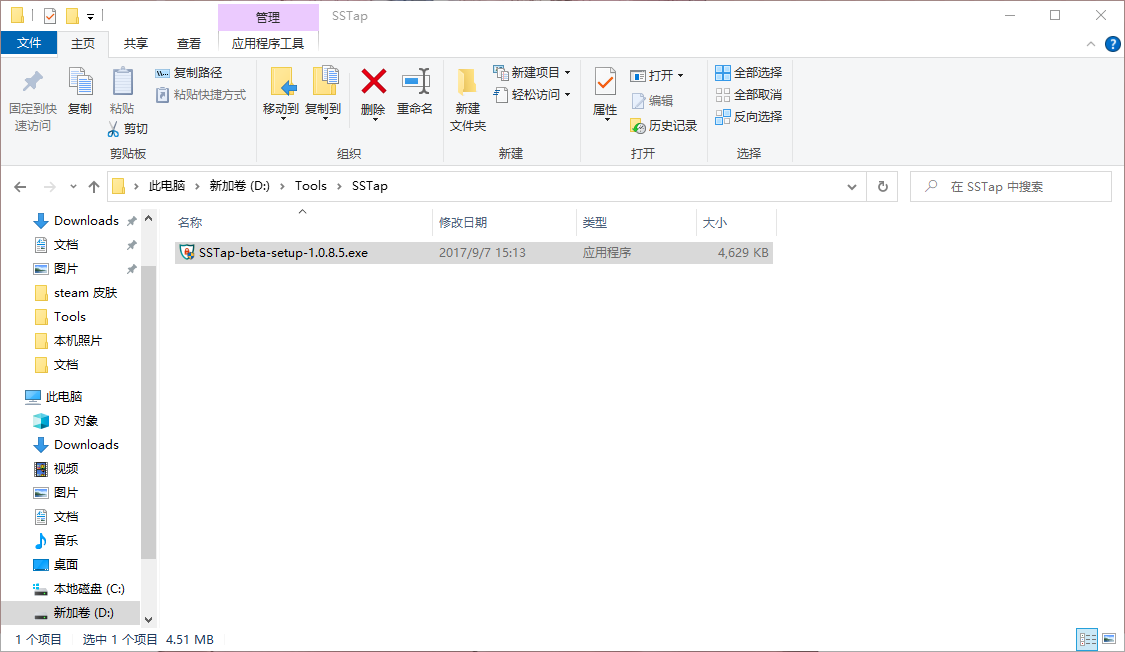 管理
SSTap
文件 主页 共享 查看 应用程序工具
?
固定到快速访问
复制
粘贴
复制路径
粘贴快捷方式
剪切
剪贴板
移动到
复制到
删除
重命名
组织
新建
文件夹
新建项目
轻松访问
新建
属性
打开
编辑
历史记录
打开
全部选择
全部取消
反向选择
选择
此电脑 › 新加卷 (D:) › Tools › SSTap
在 SSTap 中搜索
Downloads
文档
图片
steam 皮肤
Tools
本机照片
文档
此电脑
3D 对象
Downloads
视频
图片
文档
音乐
桌面
本地磁盘 (C:)
新加卷 (D:)
名称 修改日期 类型 大小
SSTap-beta-setup-1.0.8.5.exe 2017/9/7 15:13 应用程序 4,629 KB
1 个项目 选中 1 个项目 4.51 MB